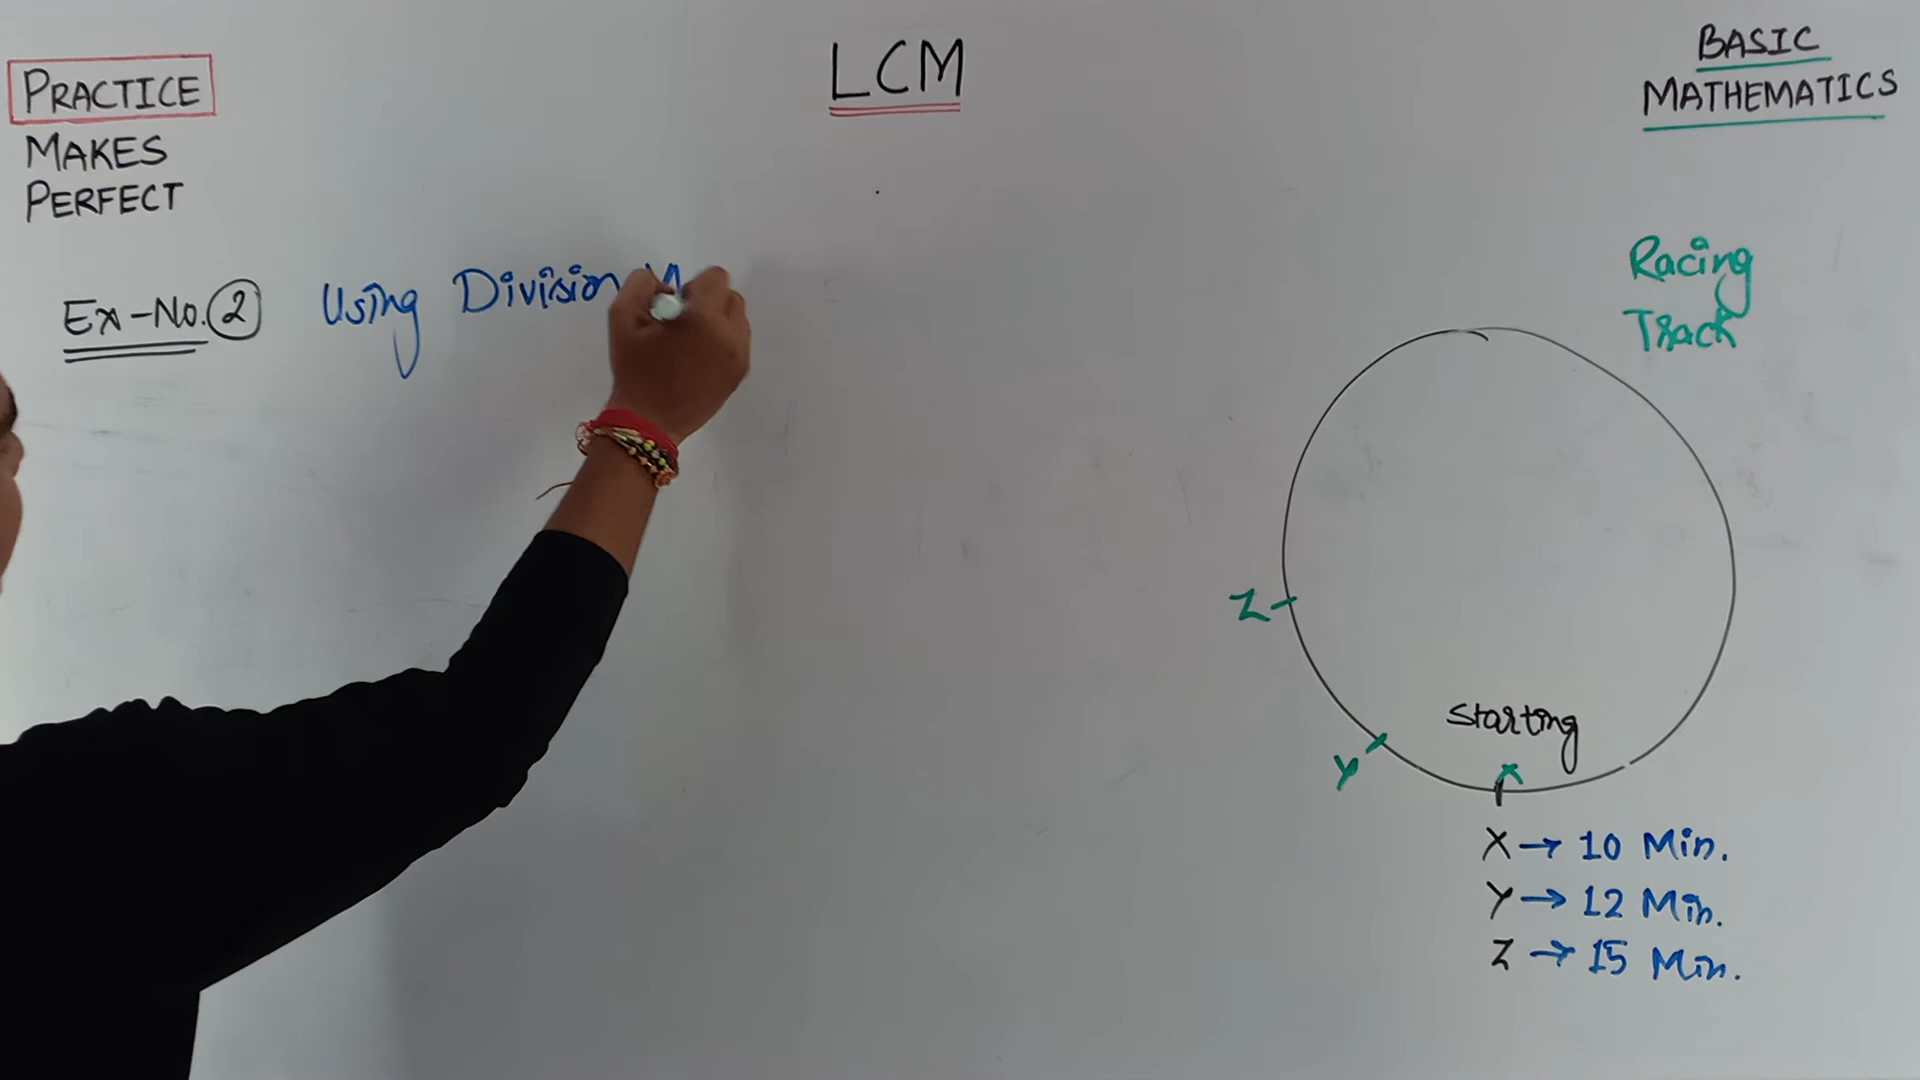 PRACTICE
MAKES
PERFECT
LCM
BASIC
MATHEMATICS
Ex-No. 2 Using Division
Racing
Track
Z
Y
Starting
X
X → 10 Min.
Y → 12 Min.
Z → 15 Min.